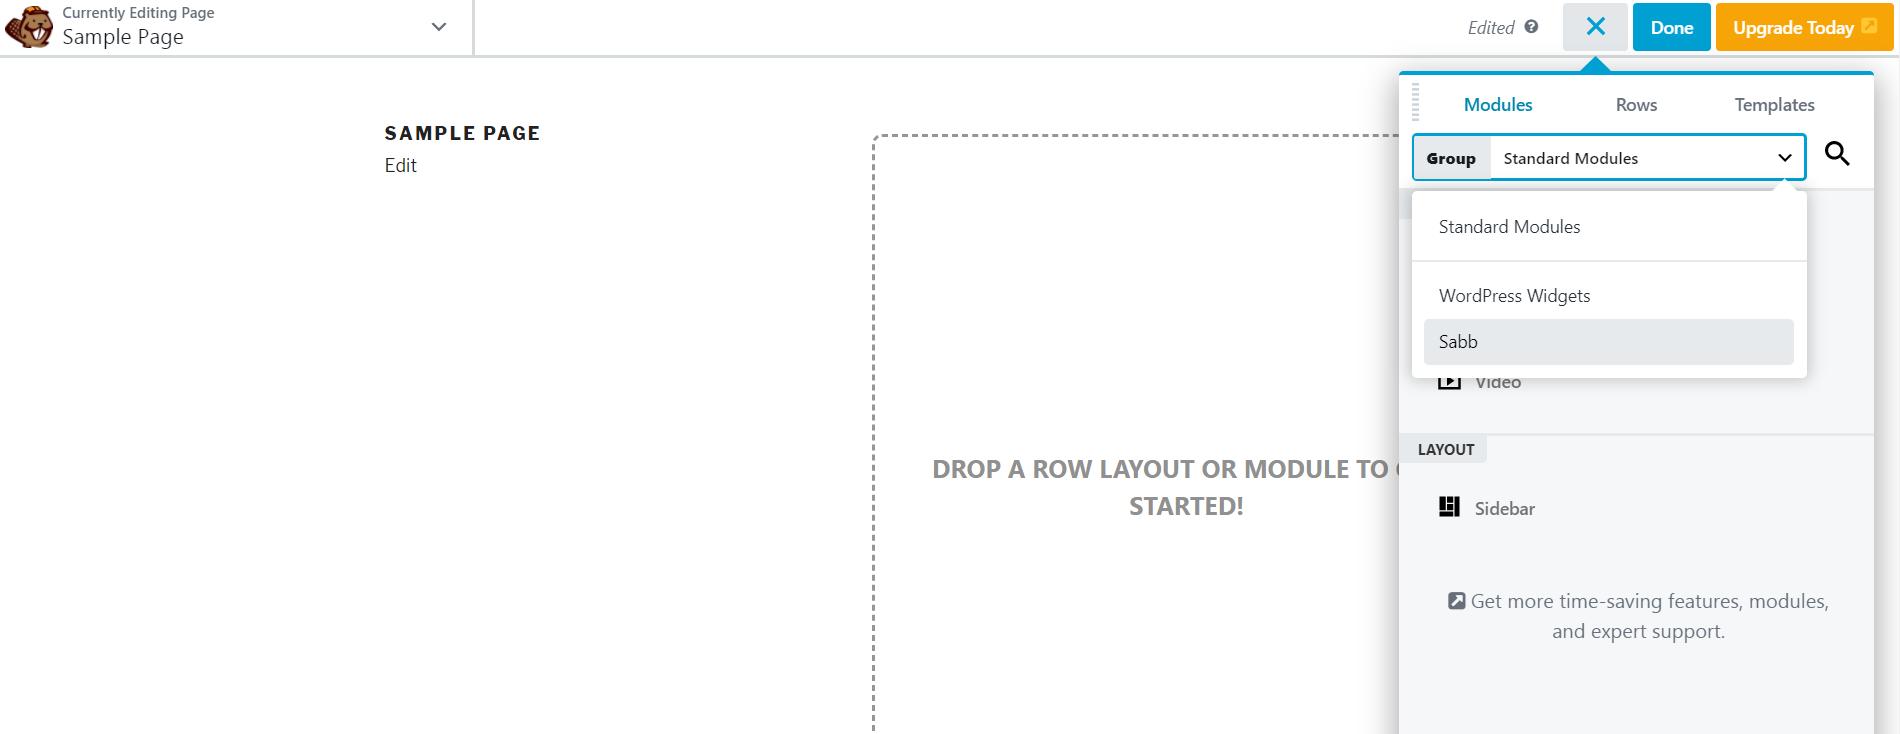 Currently Editing Page
Sample Page
Edited
Done
Upgrade Today
SAMPLE PAGE
Edit
DROP A ROW LAYOUT OR MODULE TO
STARTED!
Modules Rows Templates
Group Standard Modules
Standard Modules
WordPress Widgets
Sabb
Video
LAYOUT
Sidebar
Get more time-saving features, modules,
and expert support.